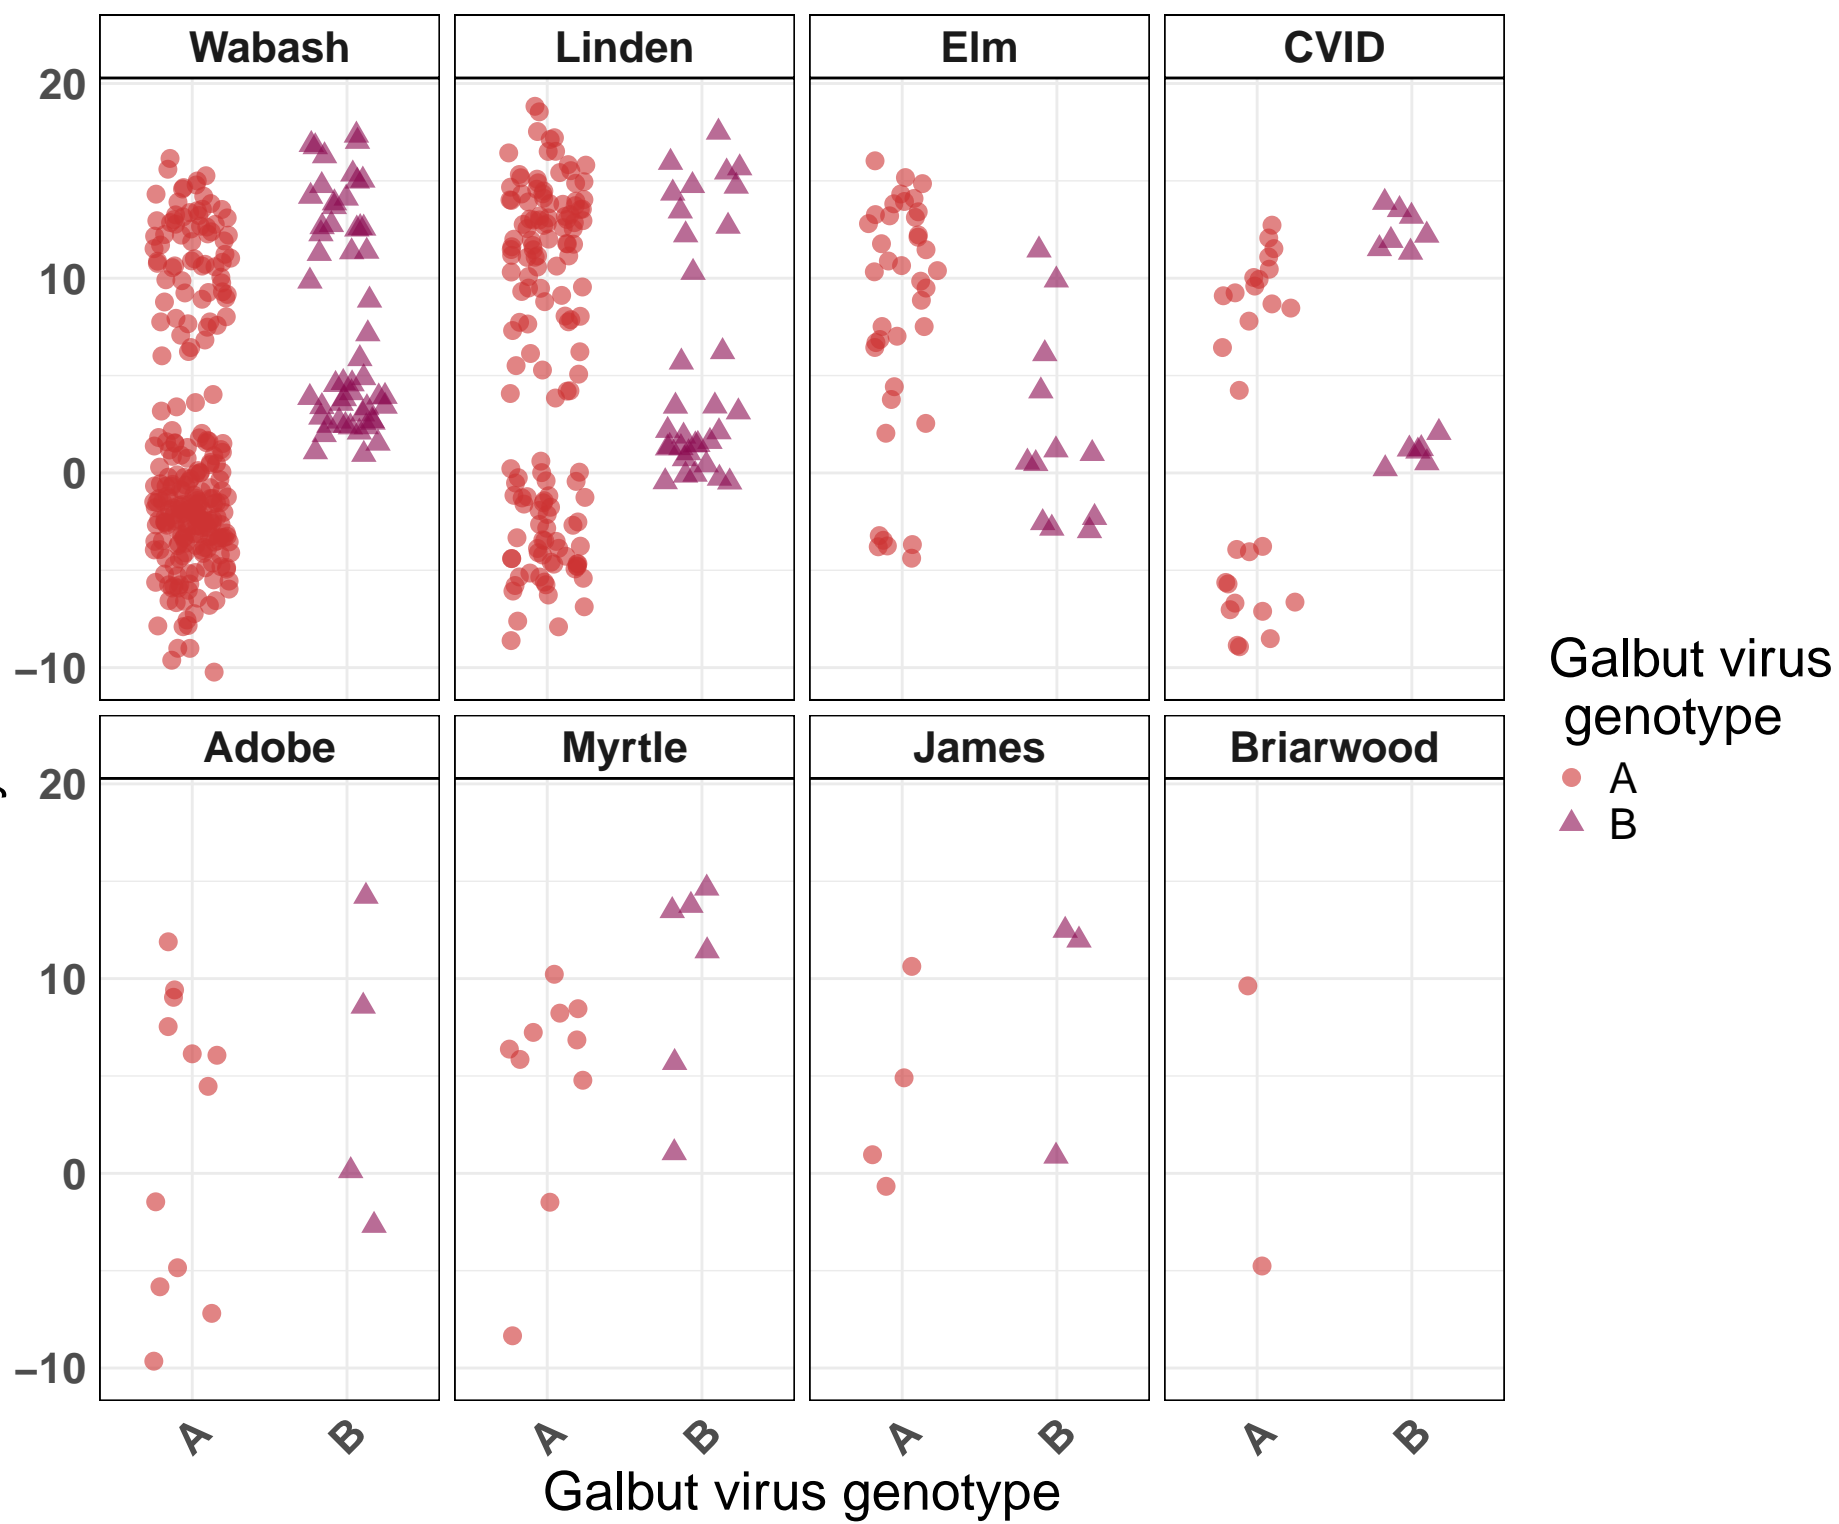 Wabash Linden Elm CVID
20
10
0
−10
Adobe Myrtle James Briarwood
20
10
0
−10
A B A B A B A B
Galbut virus genotype
Galbut virus
genotype
A
B